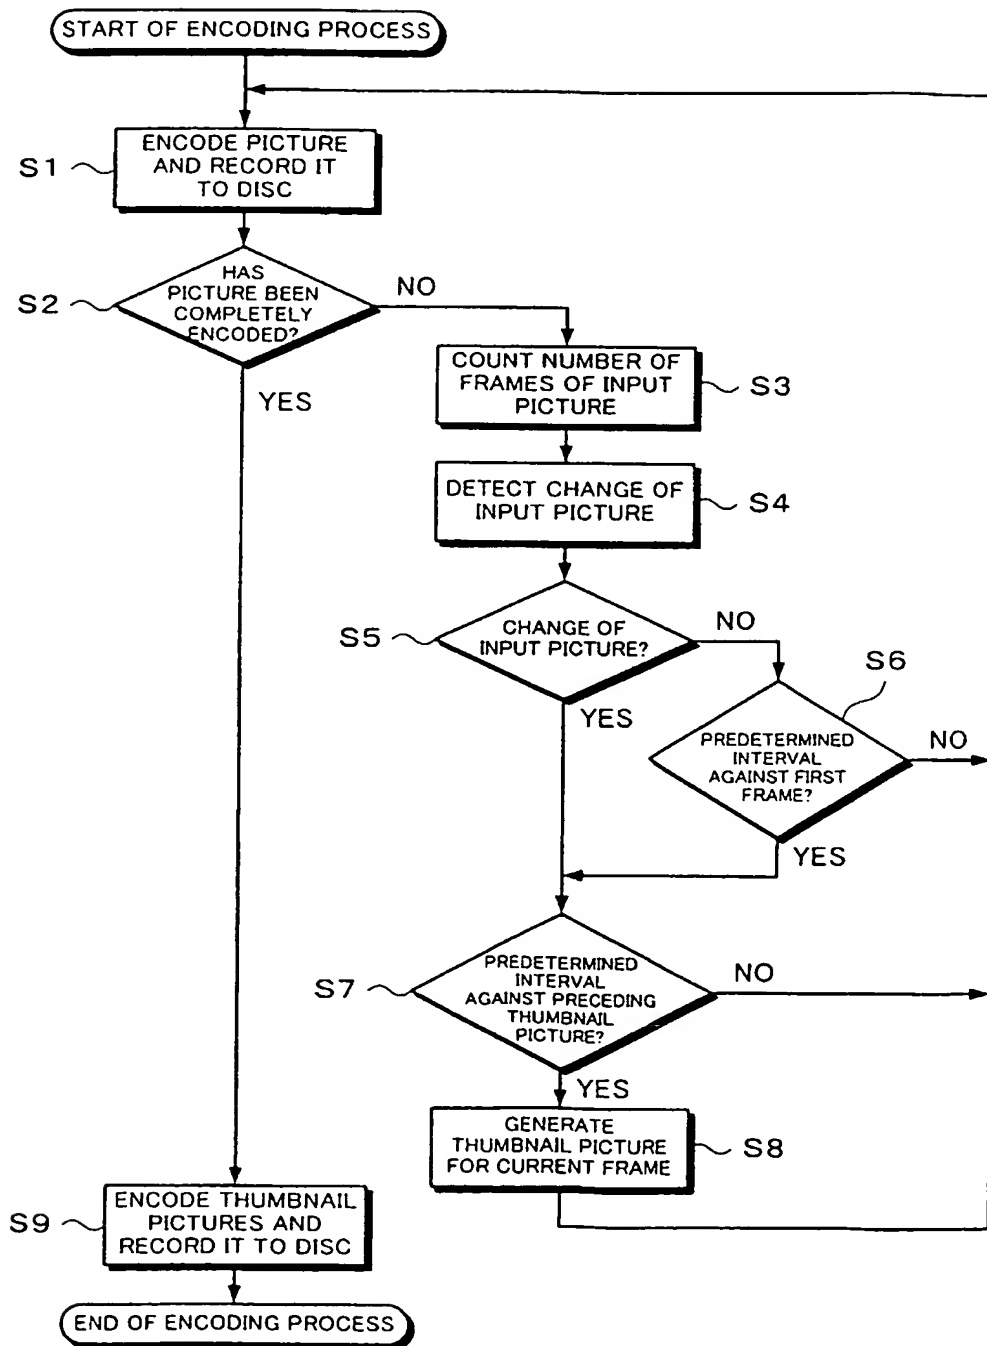 START OF ENCODING PROCESS
S1
ENCODE PICTURE
AND RECORD IT
TO DISC
S2
HAS
PICTURE BEEN
COMPLETELY
ENCODED?
NO
YES
COUNT NUMBER OF
FRAMES OF INPUT
PICTURE
S3
DETECT CHANGE OF
INPUT PICTURE
S4
S5
CHANGE OF
INPUT PICTURE?
NO
YES
S6
PREDETERMINED
INTERVAL
AGAINST FIRST
FRAME?
NO
YES
S7
PREDETERMINED
INTERVAL
AGAINST PRECEDING
THUMBNAIL
PICTURE?
NO
YES
GENERATE
THUMBNAIL PICTURE
FOR CURRENT FRAME
S8
S9
ENCODE THUMBNAIL
PICTURES AND
RECORD IT TO DISC
END OF ENCODING PROCESS